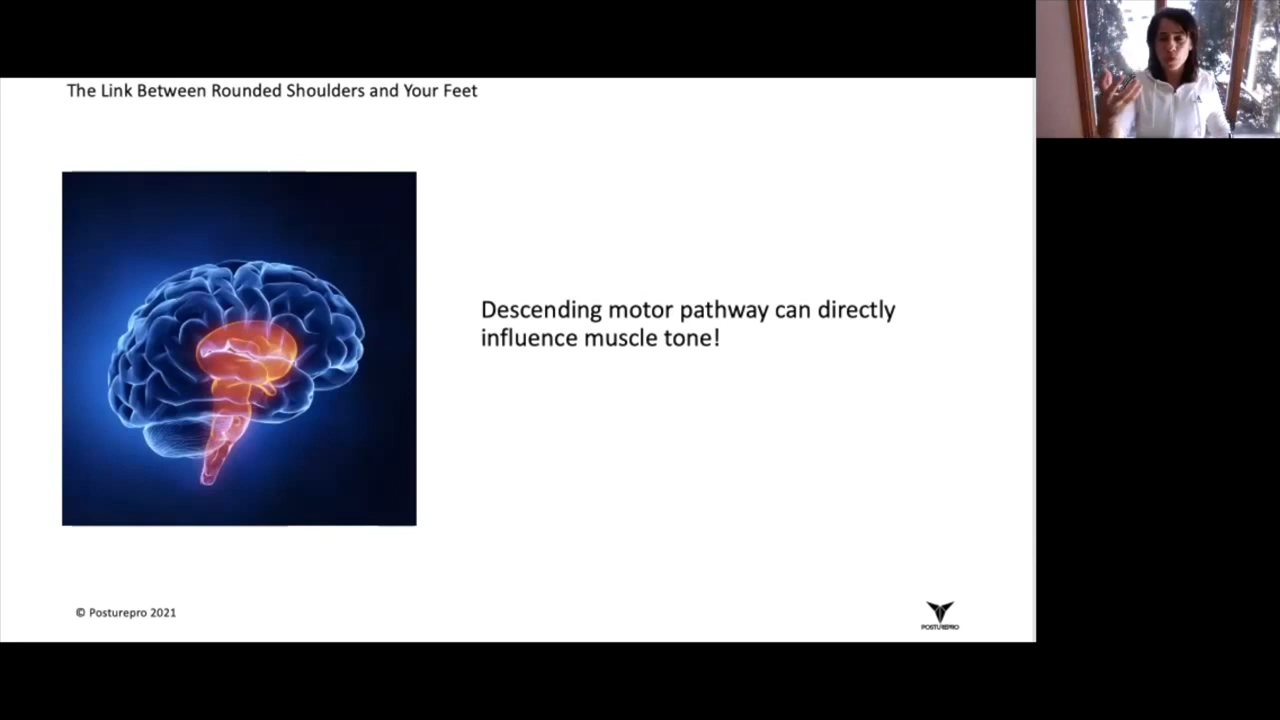 The Link Between Rounded Shoulders and Your Feet
Descending motor pathway can directly
influence muscle tone!
© Posturepro 2021
POSTUREPRO